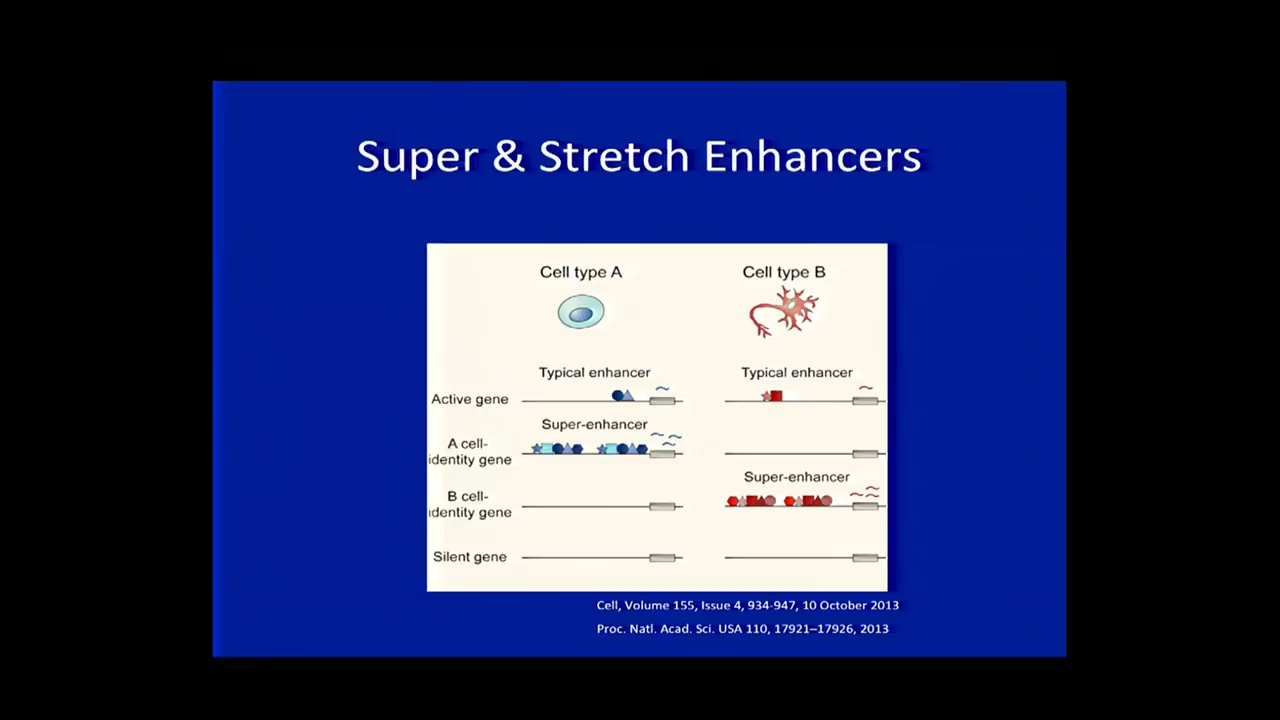 Super & Stretch Enhancers
Cell type A
Cell type B
Typical enhancer
Typical enhancer
Active gene
Super-enhancer
A cell-
identity gene
Super-enhancer
B cell-
identity gene
Silent gene
Cell, Volume 155, Issue 4, 934-947, 10 October 2013
Proc. Natl. Acad. Sci. USA 110, 17921–17926, 2013